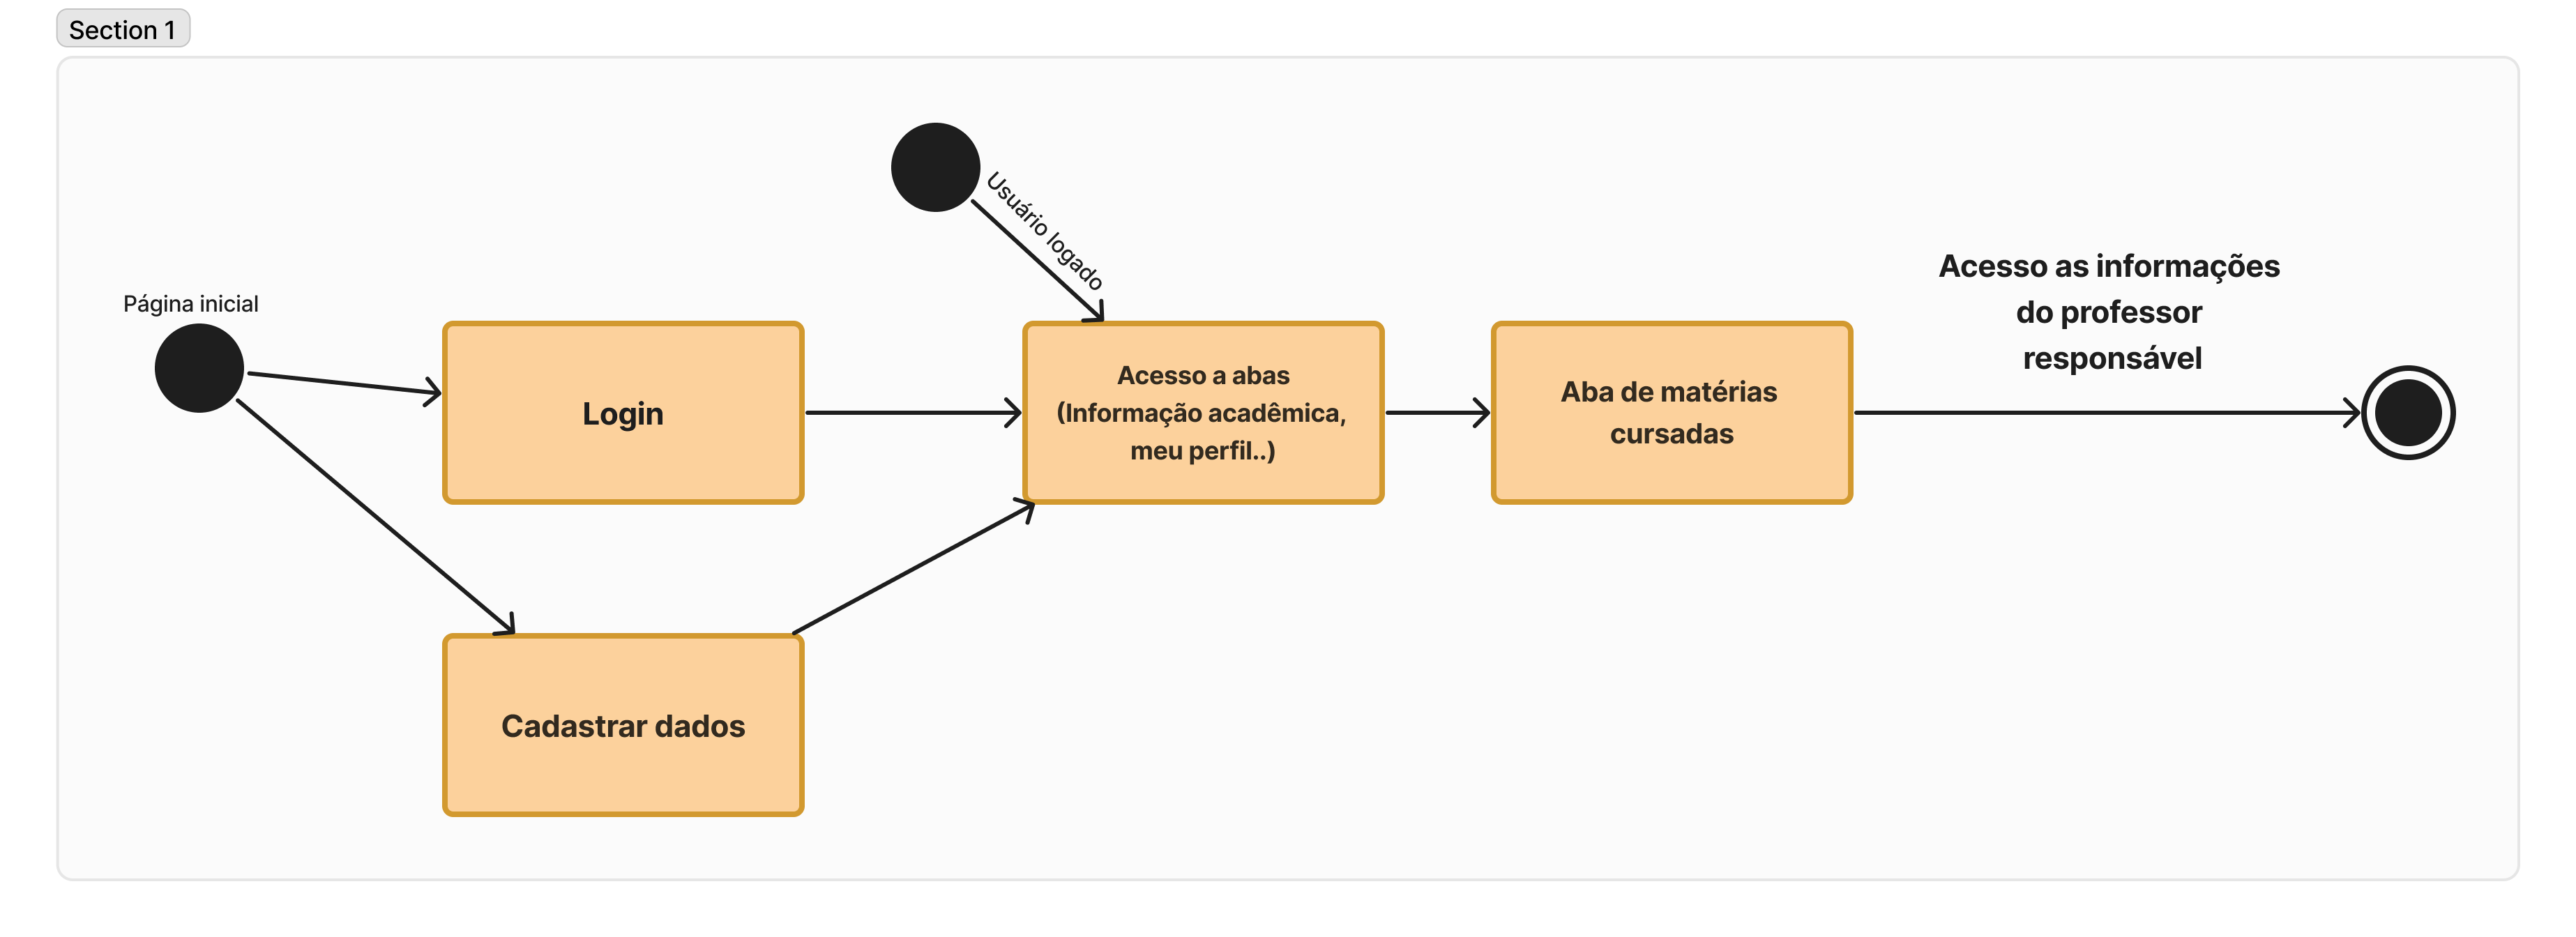 Section 1
Usuário logado
Página inicial
Login
Acesso a abas
(Informação acadêmica,
meu perfil..)
Aba de matérias
cursadas
Acesso as informações
do professor
responsável
Cadastrar dados